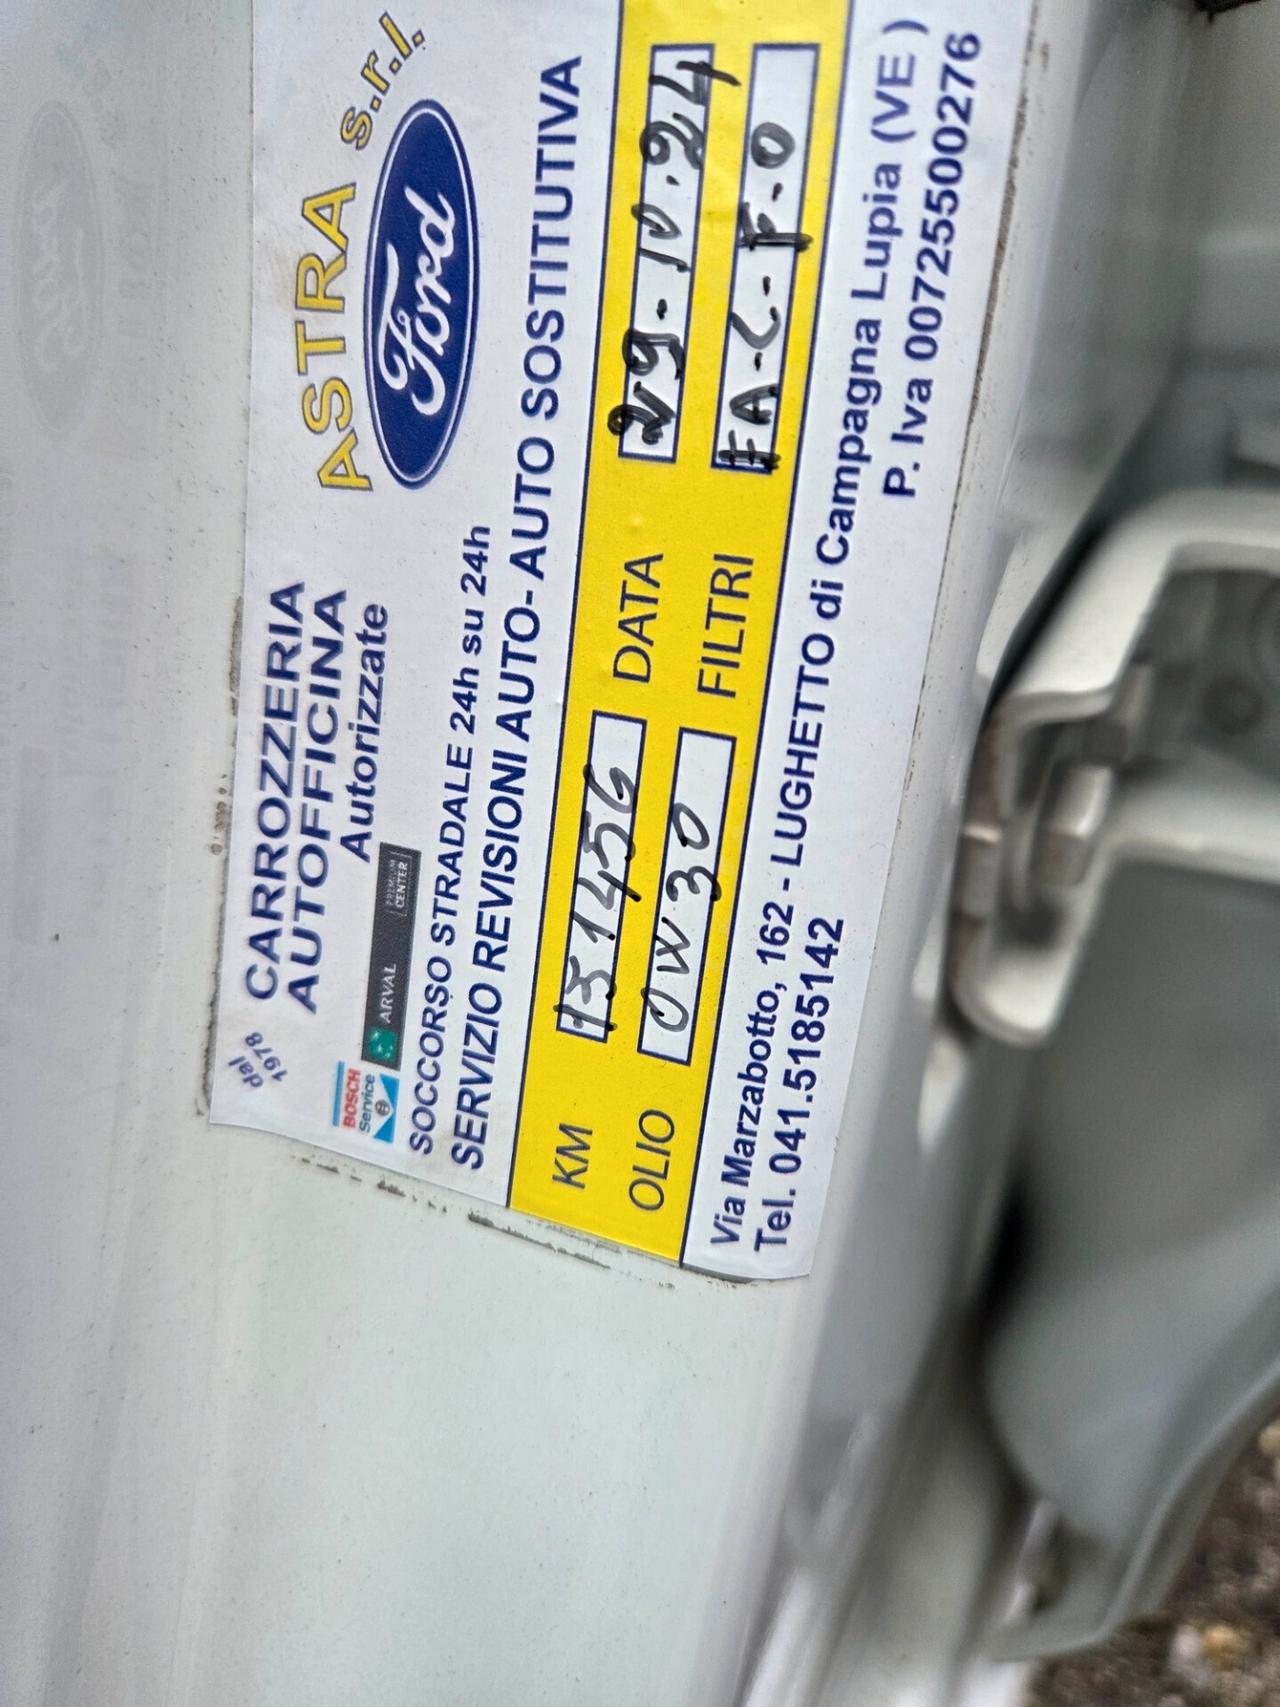 dal
1978
CARROZZERIA
AUTOFFICINA
Autorizzate
ASTRA s.r.l.
Ford
BOSCH
Service
ARVAL
PREMIUM
CENTER
SOCCORSO STRADALE 24h su 24h
SERVIZIO REVISIONI AUTO- AUTO SOSTITUTIVA
KM 151456 DATA 29-10.24
OLIO 0W30 FILTRI FA-C-F-O
Via Marzabotto, 162 - LUGHETTO di Campagna Lupia (VE )
Tel. 041.5185142 P. Iva 00725500276